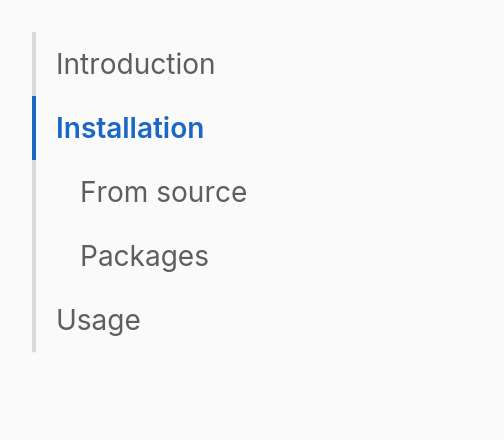 Introduction
Installation
From source
Packages
Usage